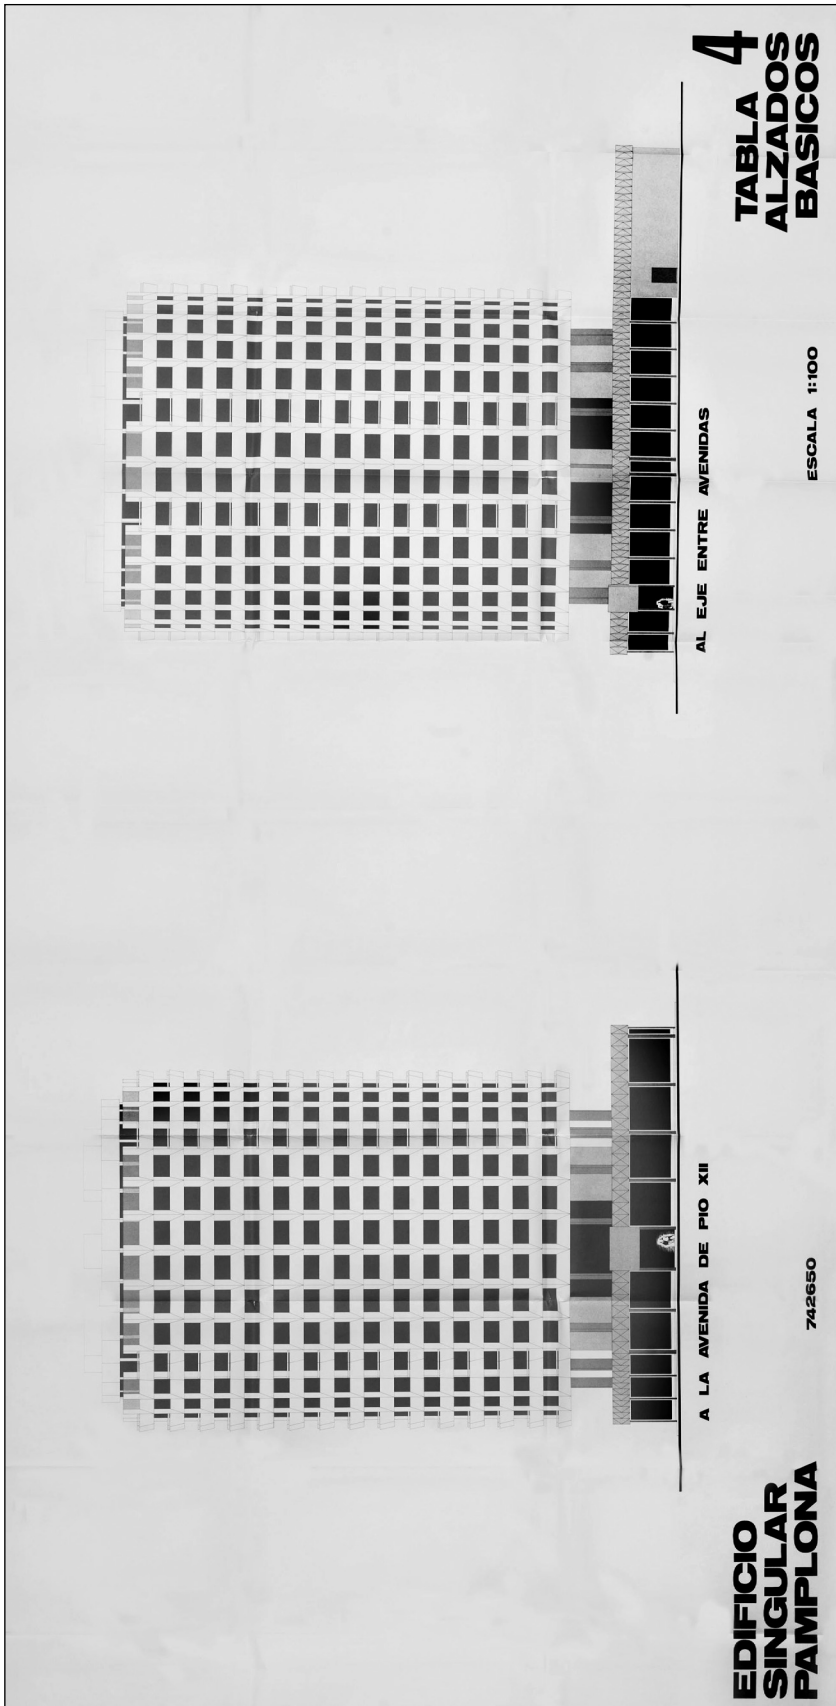 EDIFICIO
SINGULAR
PAMPLONA
742650
A LA AVENIDA DE PIO XII
AL EJE ENTRE AVENIDAS
ESCALA 1:100
TABLA 4
ALZADOS
BASICOS